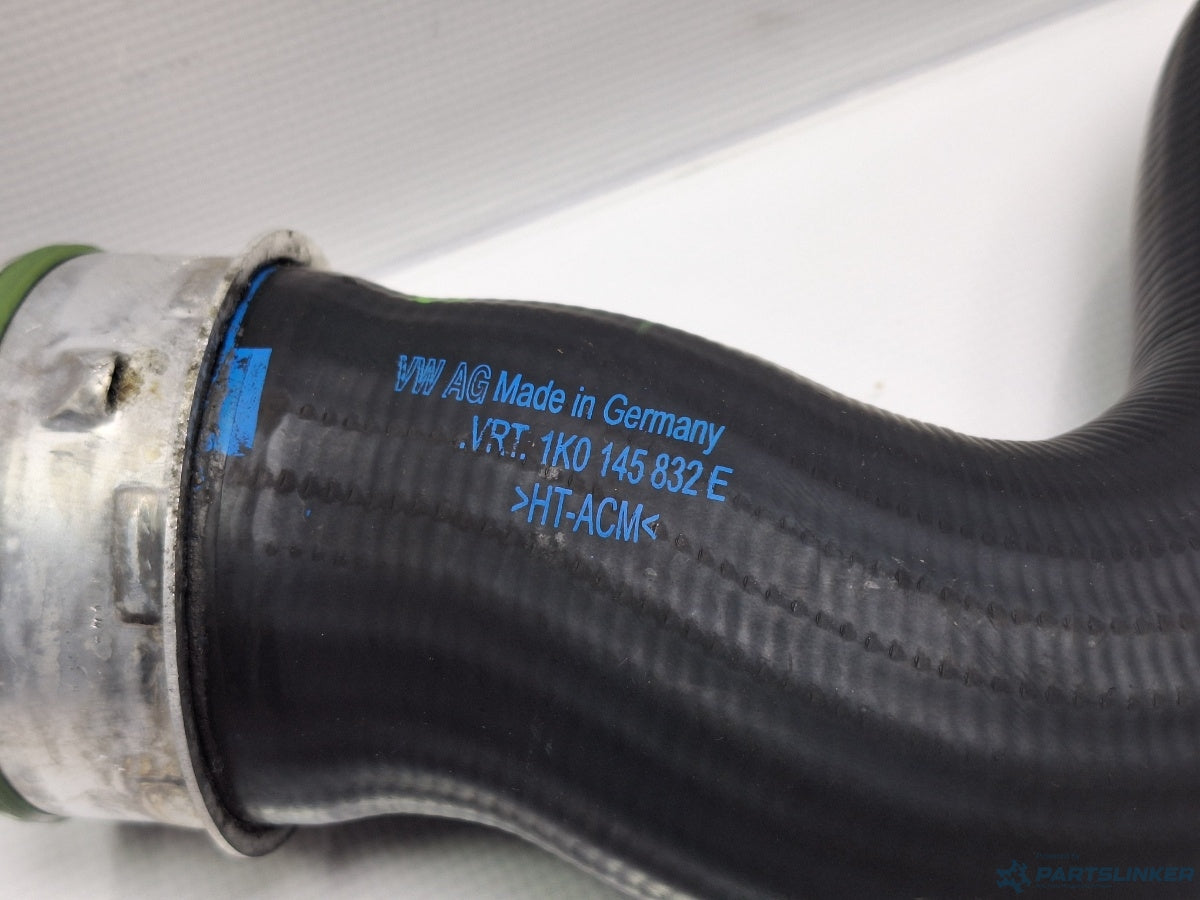 VW AG Made in Germany
.VRT. 1K0 145 832 E
>HT-ACM<
PARTSLINKER